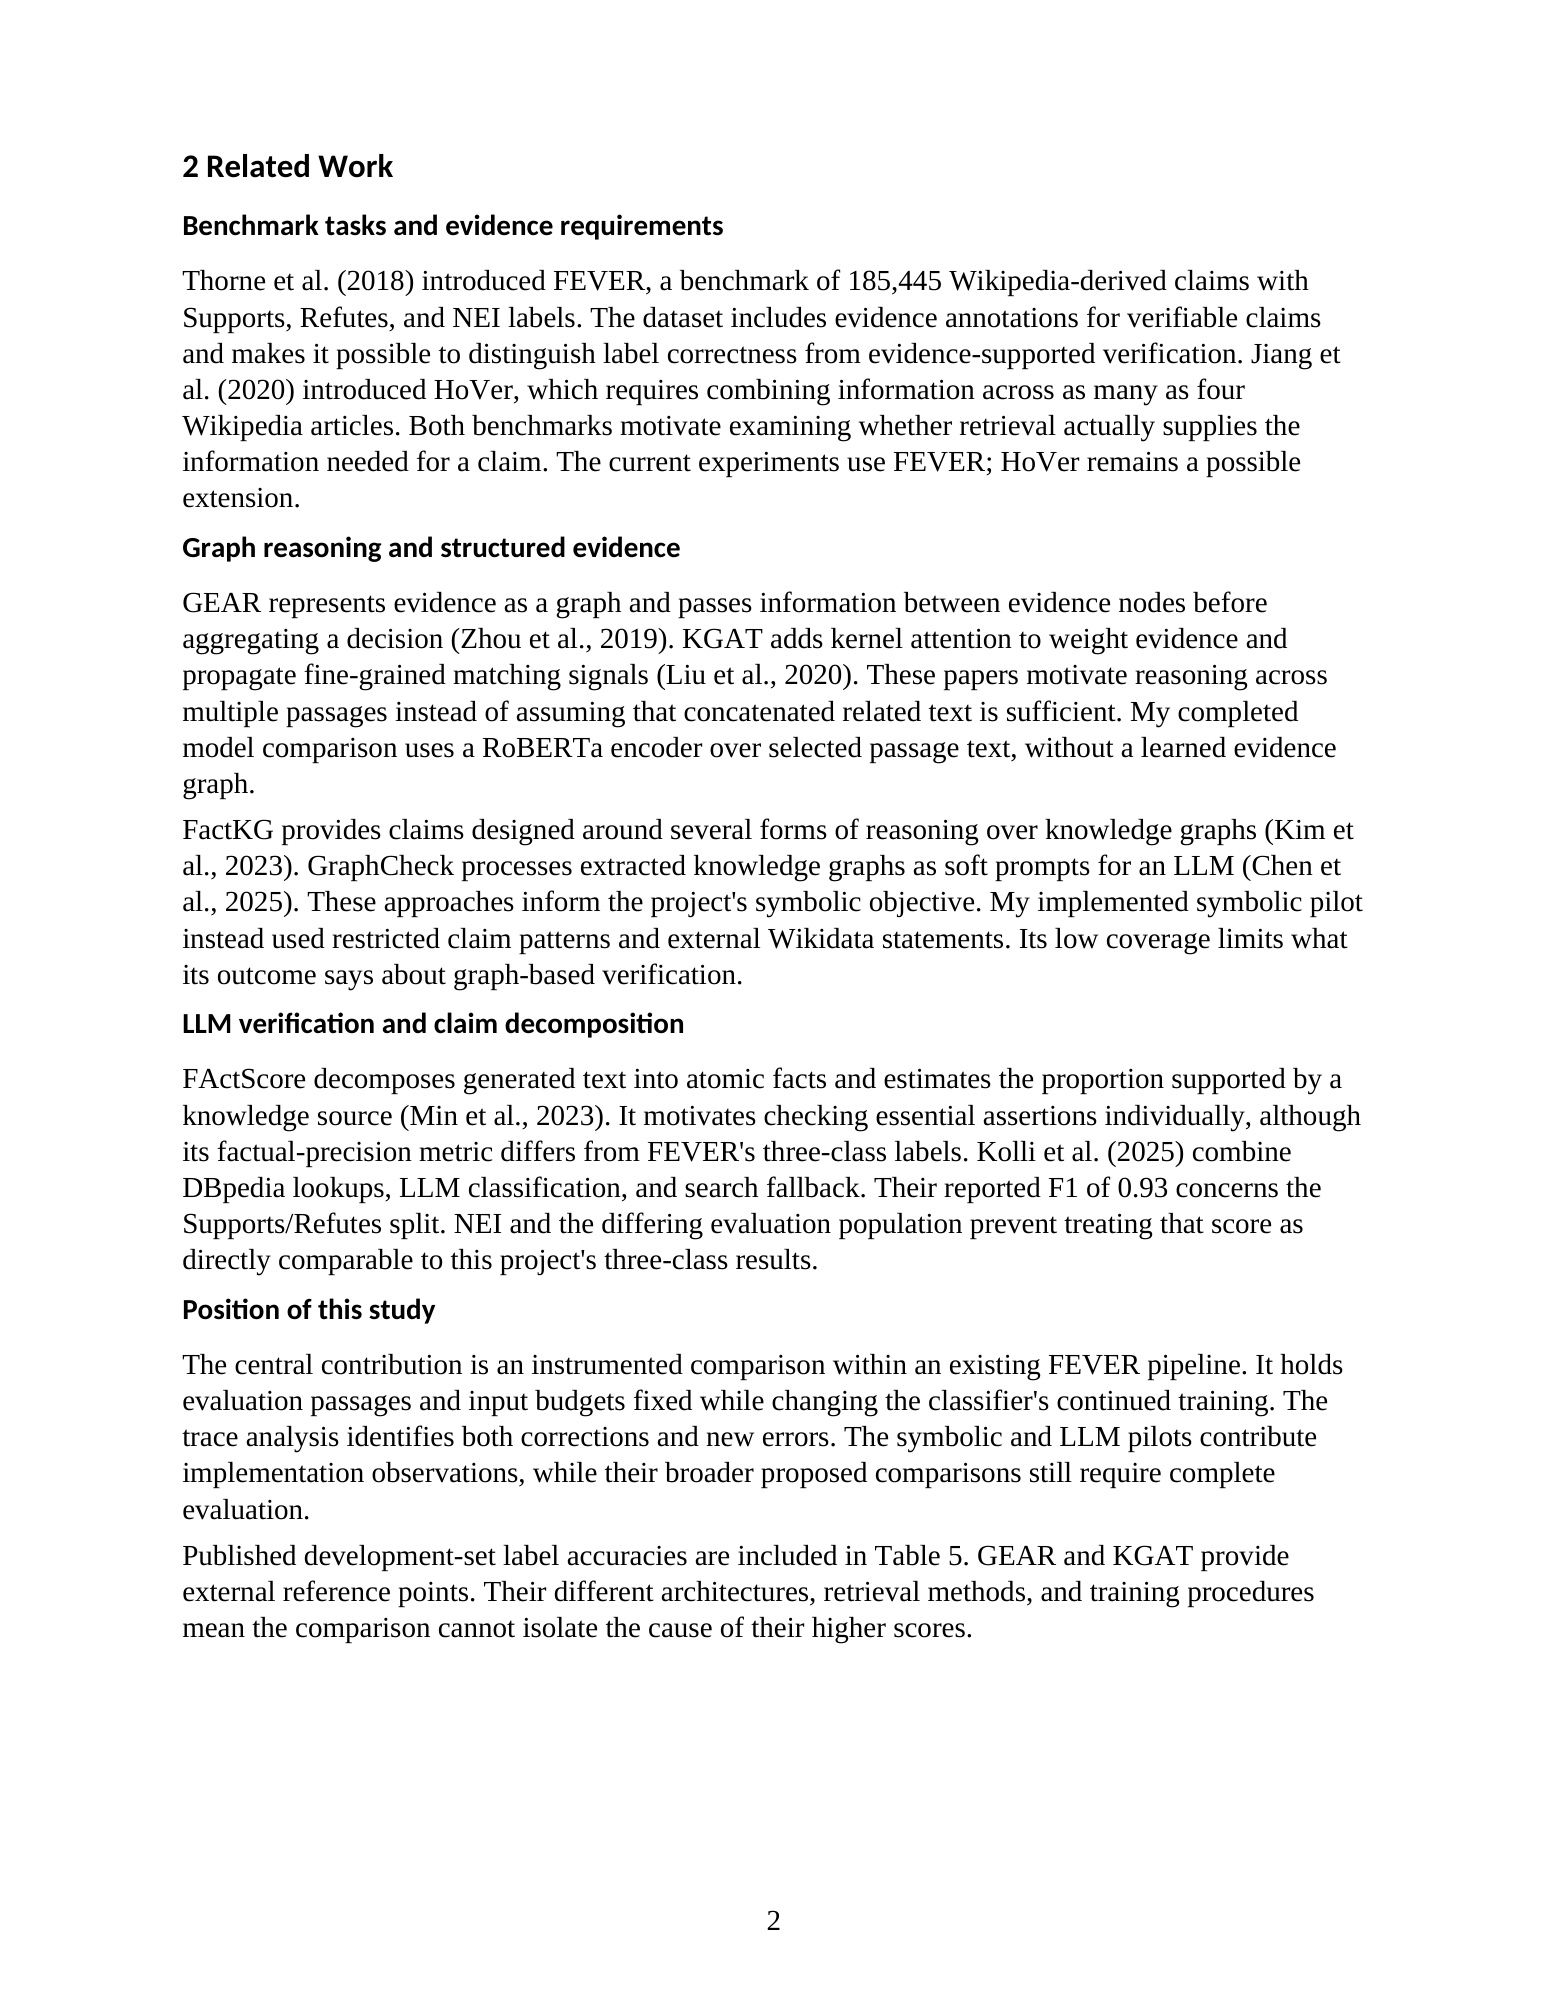 2 Related Work
Benchmark tasks and evidence requirements
Thorne et al. (2018) introduced FEVER, a benchmark of 185,445 Wikipedia-derived claims with
Supports, Refutes, and NEI labels. The dataset includes evidence annotations for verifiable claims
and makes it possible to distinguish label correctness from evidence-supported verification. Jiang et
al. (2020) introduced HoVer, which requires combining information across as many as four
Wikipedia articles. Both benchmarks motivate examining whether retrieval actually supplies the
information needed for a claim. The current experiments use FEVER; HoVer remains a possible
extension.
Graph reasoning and structured evidence
GEAR represents evidence as a graph and passes information between evidence nodes before
aggregating a decision (Zhou et al., 2019). KGAT adds kernel attention to weight evidence and
propagate fine-grained matching signals (Liu et al., 2020). These papers motivate reasoning across
multiple passages instead of assuming that concatenated related text is sufficient. My completed
model comparison uses a RoBERTa encoder over selected passage text, without a learned evidence
graph.
FactKG provides claims designed around several forms of reasoning over knowledge graphs (Kim et
al., 2023). GraphCheck processes extracted knowledge graphs as soft prompts for an LLM (Chen et
al., 2025). These approaches inform the project's symbolic objective. My implemented symbolic pilot
instead used restricted claim patterns and external Wikidata statements. Its low coverage limits what
its outcome says about graph-based verification.
LLM verification and claim decomposition
FActScore decomposes generated text into atomic facts and estimates the proportion supported by a
knowledge source (Min et al., 2023). It motivates checking essential assertions individually, although
its factual-precision metric differs from FEVER's three-class labels. Kolli et al. (2025) combine
DBpedia lookups, LLM classification, and search fallback. Their reported F1 of 0.93 concerns the
Supports/Refutes split. NEI and the differing evaluation population prevent treating that score as
directly comparable to this project's three-class results.
Position of this study
The central contribution is an instrumented comparison within an existing FEVER pipeline. It holds
evaluation passages and input budgets fixed while changing the classifier's continued training. The
trace analysis identifies both corrections and new errors. The symbolic and LLM pilots contribute
implementation observations, while their broader proposed comparisons still require complete
evaluation.
Published development-set label accuracies are included in Table 5. GEAR and KGAT provide
external reference points. Their different architectures, retrieval methods, and training procedures
mean the comparison cannot isolate the cause of their higher scores.
2